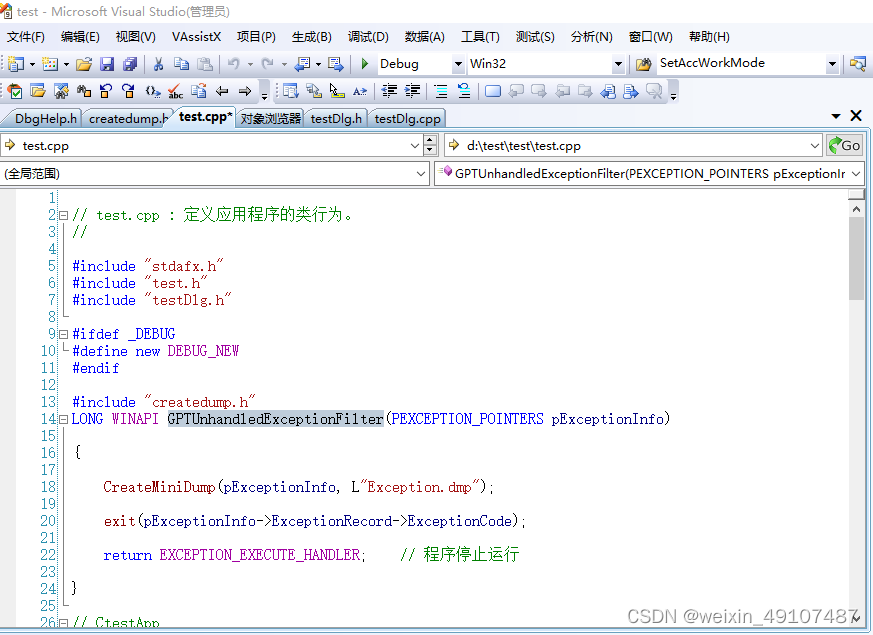 test - Microsoft Visual Studio(管理员)
文件(F) 编辑(E) 视图(V) VAssistX 项目(P) 生成(B) 调试(D) 数据(A) 工具(T) 测试(S) 分析(N) 窗口(W) 帮助(H)
Debug Win32 SetAccWorkMode
DbgHelp.h createdump.h test.cpp* 对象浏览器 testDlg.h testDlg.cpp
test.cpp d:\test\test\test.cpp Go
(全局范围) GPTUnhandledExceptionFilter(PEXCEPTION_POINTERS pExceptionIr
1
2 // test.cpp : 定义应用程序的类行为。
3 //
4
5 #include "stdafx.h"
6 #include "test.h"
7 #include "testDlg.h"
8
9 #ifdef _DEBUG
10 #define new DEBUG_NEW
11 #endif
12
13 #include "createdump.h"
14 LONG WINAPI GPTUnhandledExceptionFilter(PEXCEPTION_POINTERS pExceptionInfo)
15
16 {
17
18 CreateMiniDump(pExceptionInfo, L"Exception.dmp");
19
20 exit(pExceptionInfo->ExceptionRecord->ExceptionCode);
21
22 return EXCEPTION_EXECUTE_HANDLER; // 程序停止运行
23
24 }
25
26 // CtestApp
CSDN @weixin_49107487